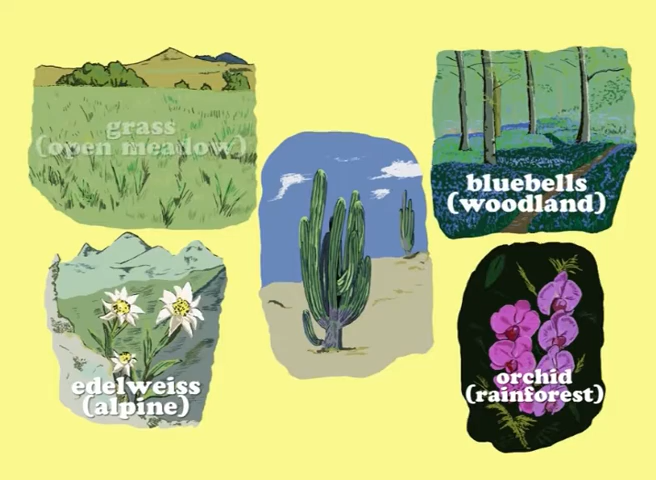 grass
(open meadow)
bluebells
(woodland)
edelweiss
(alpine)
orchid
(rainforest)